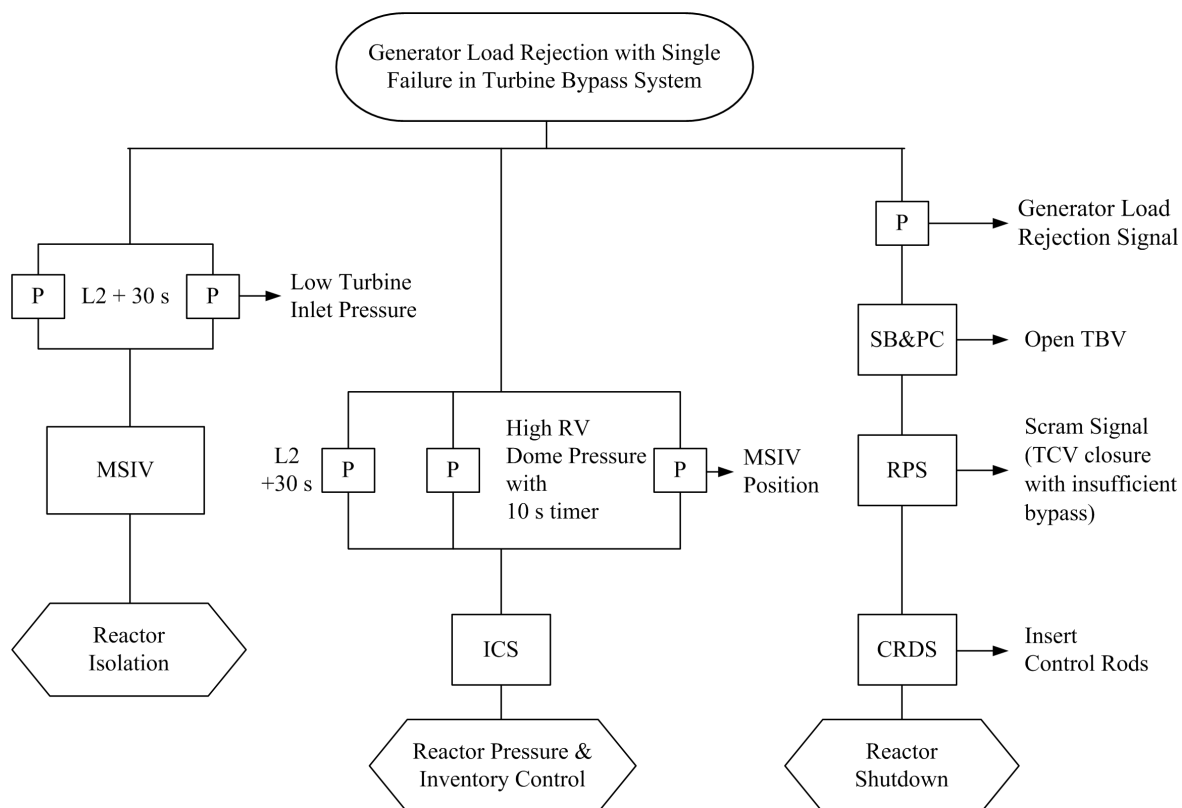 Generator Load Rejection with Single
Failure in Turbine Bypass System
P
Generator Load
Rejection Signal
P
L2 + 30 s
P
Low Turbine
Inlet Pressure
SB&PC
Open TBV
MSIV
L2
+30 s
P
P
High RV
Dome Pressure
with
10 s timer
P
MSIV
Position
RPS
Scram Signal
(TCV closure
with insufficient
bypass)
Reactor
Isolation
ICS
CRDS
Insert
Control Rods
Reactor Pressure &
Inventory Control
Reactor
Shutdown